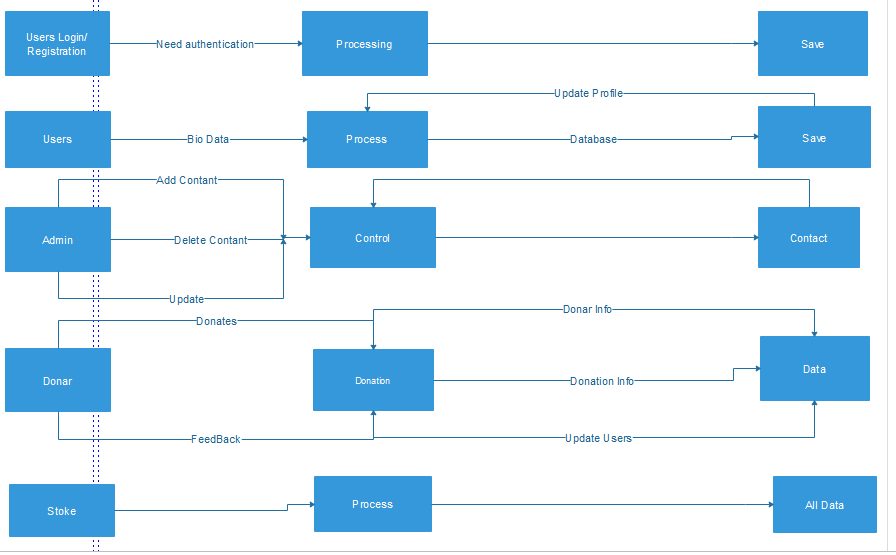 Users Login/
Registration
Need authentication
Processing
Save
Update Profile
Users
Bio Data
Process
Database
Save
Add Contant
Admin
Delete Contant
Control
Contact
Update
Donates
Donar Info
Donar
Donation
Donation Info
Data
FeedBack
Update Users
Stoke
Process
All Data